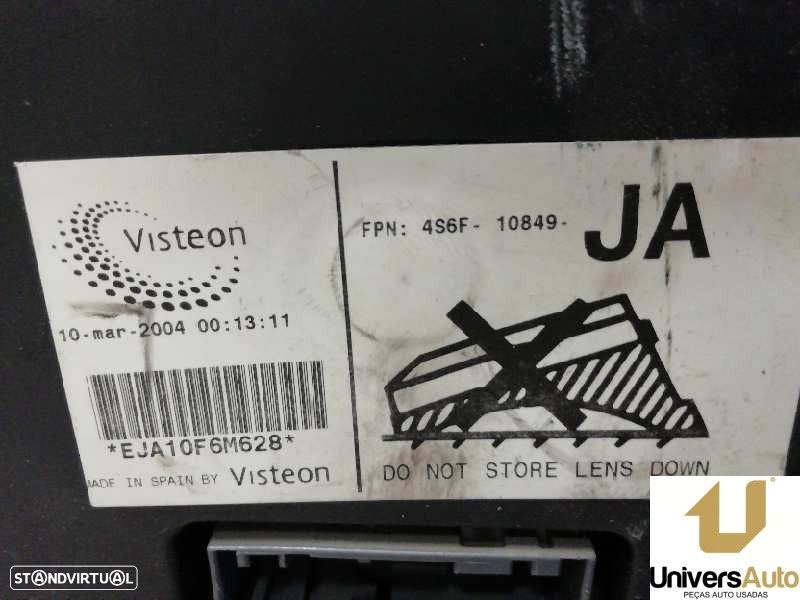 Visteon
10-mar-2004 00:13:11
*EJA10F6M628*
MADE IN SPAIN BY Visteon
FPN: 4S6F- 10849- JA
DO NOT STORE LENS DOWN
STANDVIRTUAL
UniversAuto
PEÇAS AUTO USADAS